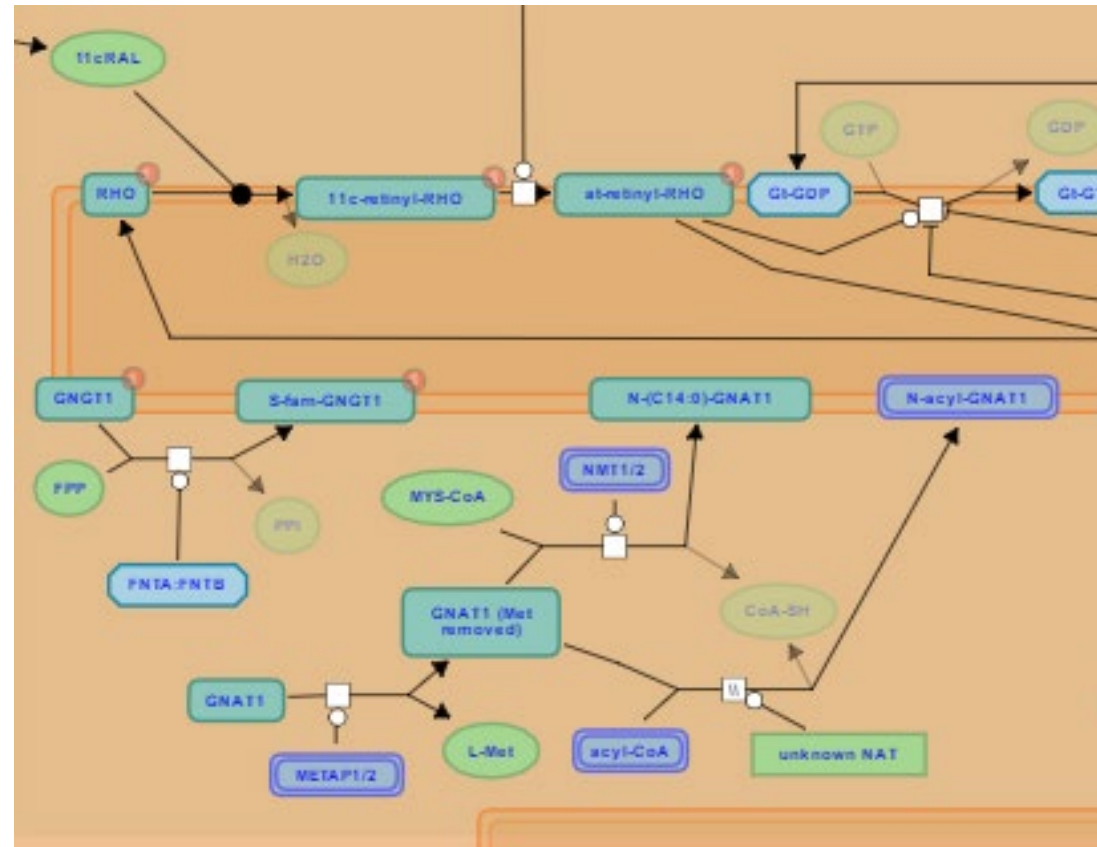 11cRAL
GTP
GDP
RHO
11c-retinyl-RHO
at-retinyl-RHO
Gt-GDP
H2O
GNGT1
S-farn-GNGT1
N-(C14:0)-GNAT1
N-acyl-GNAT1
FPP
MYS-CoA
NMT1/2
PPi
FNTA:FNTB
GNAT1 (Met
removed)
CoA-SH
GNAT1
L-Met
acyl-CoA
unknown NAT
METAP1/2